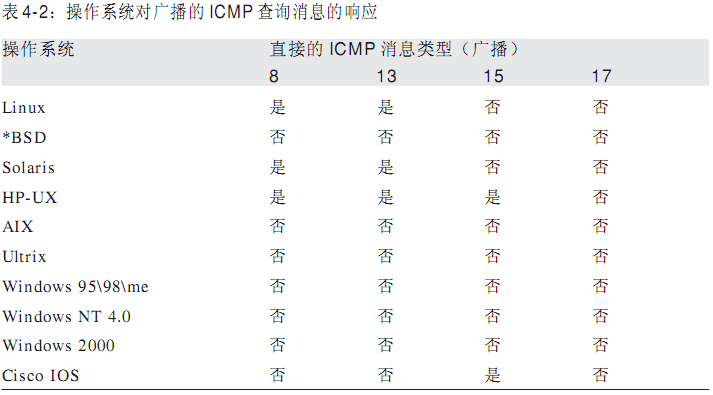 表 4-2：操作系统对广播的 ICMP 查询消息的响应
操作系统 直接的 ICMP 消息类型（广播）
8 13 15 17
Linux 是 是 否 否
*BSD 否 否 否 否
Solaris 是 是 否 否
HP-UX 是 是 是 否
AIX 否 否 否 否
Ultrix 否 否 否 否
Windows 95\98\me 否 否 否 否
Windows NT 4.0 否 否 否 否
Windows 2000 否 否 否 否
Cisco IOS 否 否 是 否